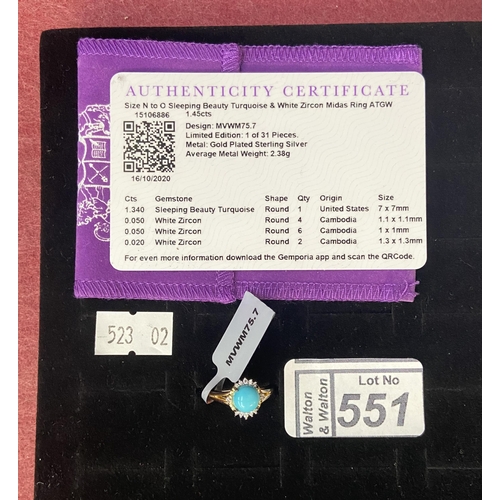 AUTHENTICITY CERTIFICATE
Size N to O Sleeping Beauty Turquoise & White Zircon Midas Ring ATGW
15106886 1.45cts
Design: MVWM75.7
Limited Edition: 1 of 31 Pieces.
Metal: Gold Plated Sterling Silver
Average Metal Weight: 2.38g
16/10/2020
Cts Gemstone Shape Qty Origin Size
1.340 Sleeping Beauty Turquoise Round 1 United States 7 x 7mm
0.050 White Zircon Round 4 Cambodia 1.1 x 1.1mm
0.050 White Zircon Round 6 Cambodia 1 x 1mm
0.020 White Zircon Round 2 Cambodia 1.3 x 1.3mm
For even more information download the Gemporia app and scan the QRCode.
523 02
MVWM75.7
Walton
& Walton
Lot No
551